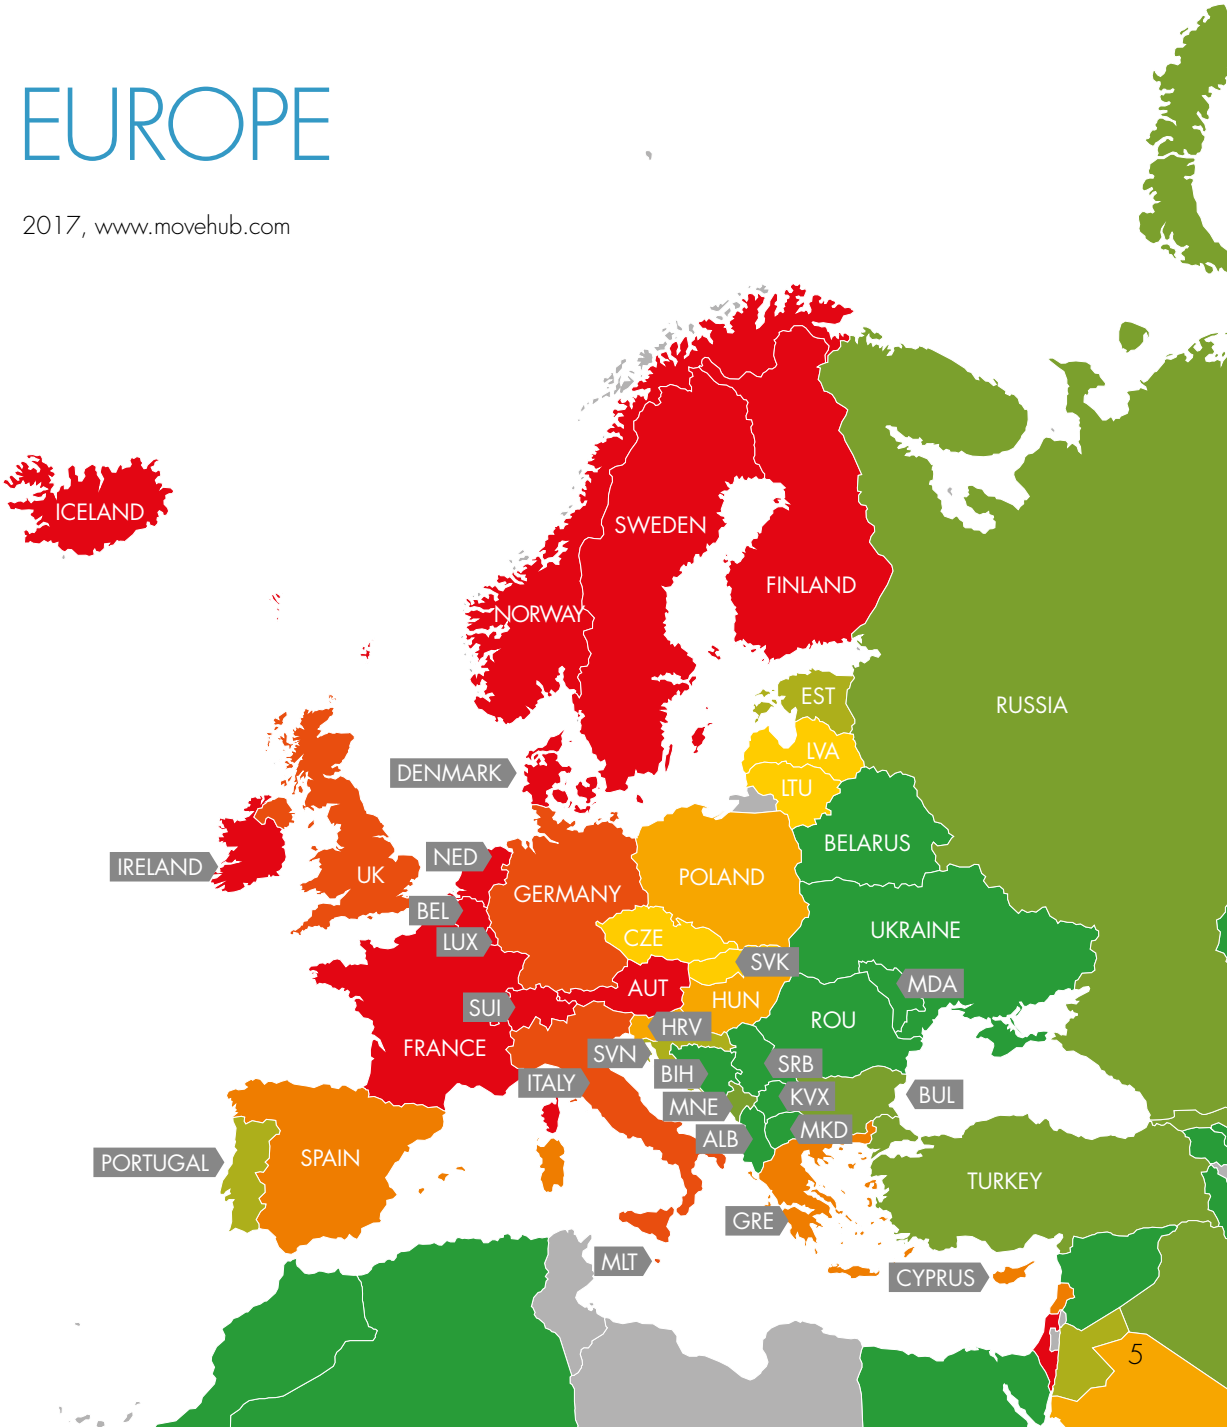 EUROPE
2017, www.movehub.com
ICELAND
SWEDEN
FINLAND
NORWAY
RUSSIA
EST
LVA
DENMARK
LTU
BELARUS
IRELAND
NED
UK
POLAND
GERMANY
BEL
UKRAINE
LUX
CZE
SVK
MDA
AUT
HUN
SUI
ROU
HRV
FRANCE
SVN
SRB
BIH
ITALY
KVX
BUL
MNE
MKD
ALB
SPAIN
PORTUGAL
TURKEY
GRE
MLT
CYPRUS
5